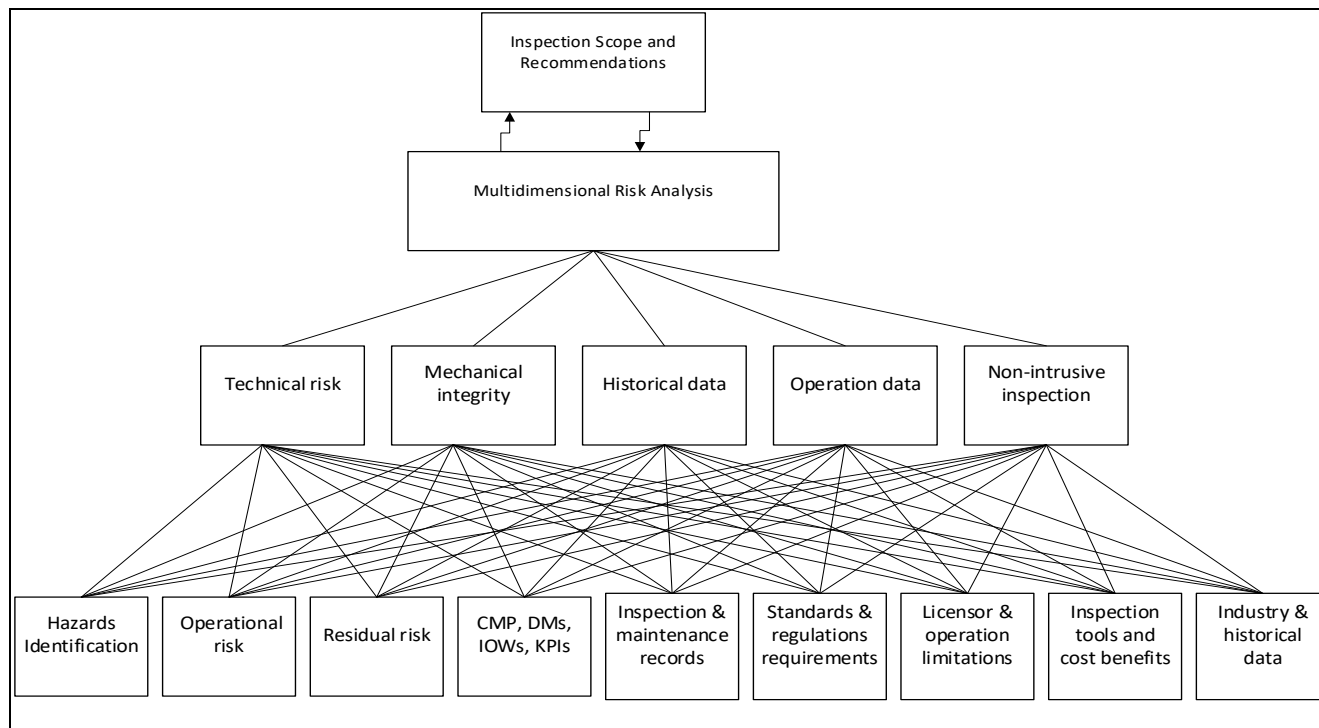 Inspection Scope and
Recommendations
Multidimensional Risk Analysis
Technical risk
Mechanical
integrity
Historical data
Operation data
Non-intrusive
inspection
Hazards
Identification
Operational
risk
Residual risk
CMP, DMs,
IOWs, KPIs
Inspection &
maintenance
records
Standards &
regulations
requirements
Licensor &
operation
limitations
Inspection
tools and
cost benefits
Industry &
historical
data